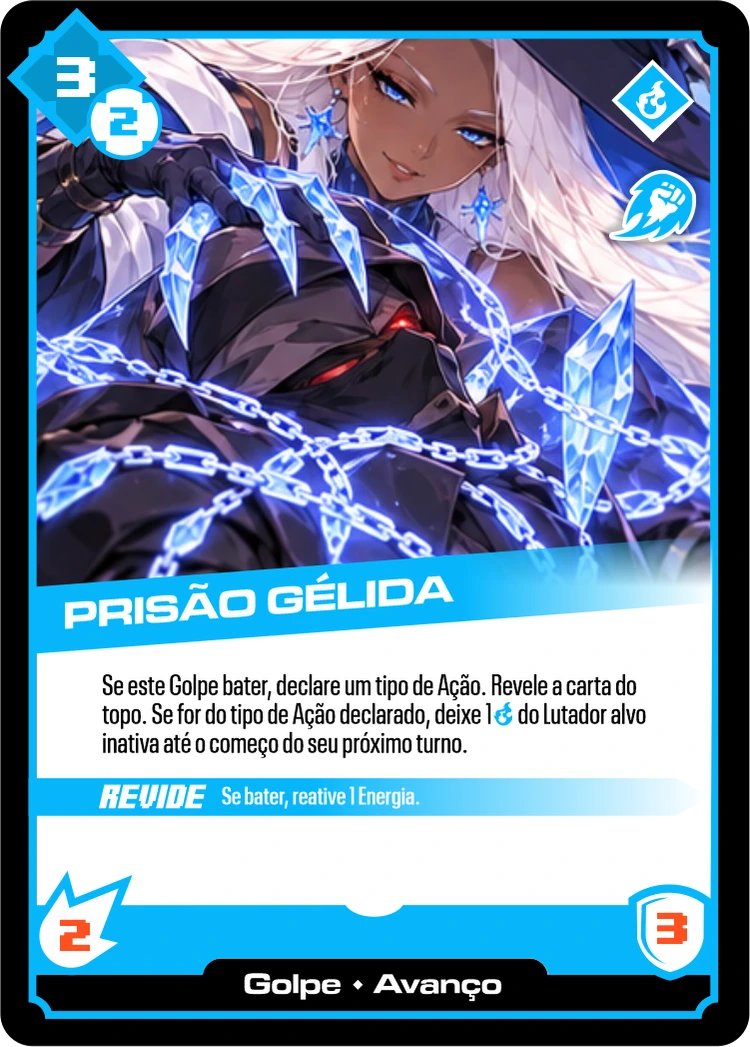 3
2
PRISÃO GÉLIDA
Se este Golpe bater, declare um tipo de Ação. Revele a carta do
topo. Se for do tipo de Ação declarado, deixe 1 do Lutador alvo
inativa até o começo do seu próximo turno.
REVIDE Se bater, reative 1 Energia.
2
3
Golpe • Avanço